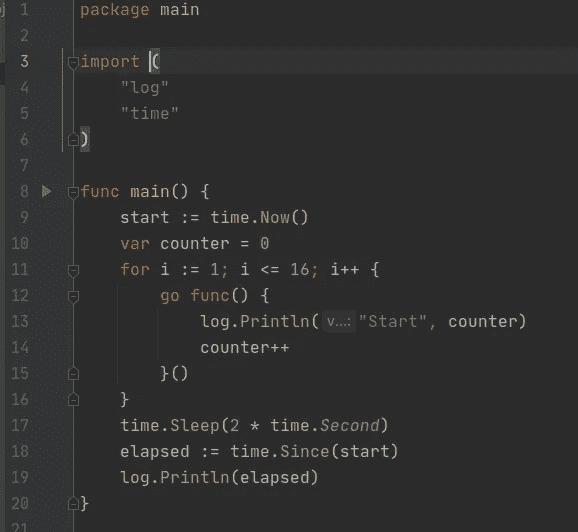 1 package main
2
3 import (
4 "log"
5 "time"
6 )
7
8 func main() {
9 start := time.Now()
10 var counter = 0
11 for i := 1; i <= 16; i++ {
12 go func() {
13 log.Println( v...: "Start", counter)
14 counter++
15 }()
16 }
17 time.Sleep(2 * time.Second)
18 elapsed := time.Since(start)
19 log.Println(elapsed)
20 }
21